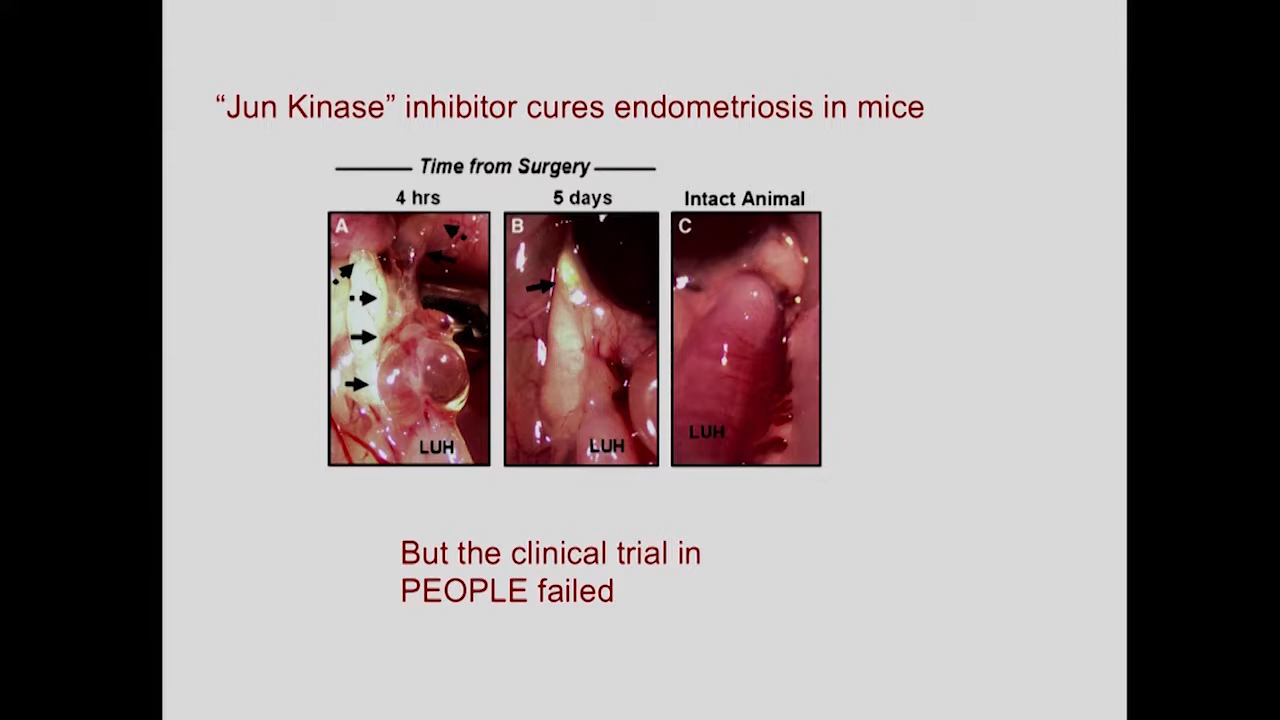 “Jun Kinase” inhibitor cures endometriosis in mice
Time from Surgery
4 hrs 5 days Intact Animal
A B C
LUH LUH LUH
But the clinical trial in
PEOPLE failed